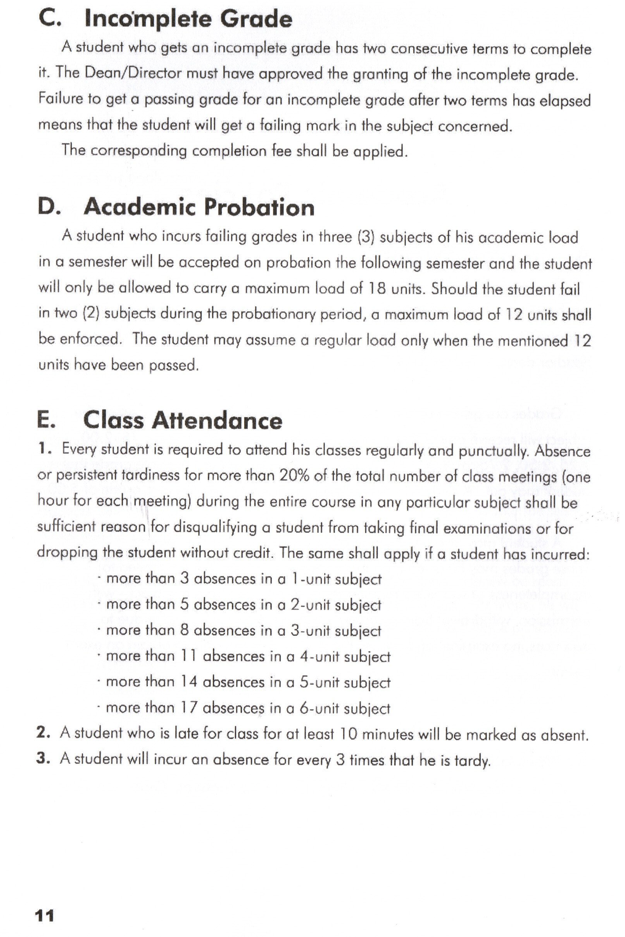 C. Incomplete Grade
A student who gets an incomplete grade has two consecutive terms to complete
it. The Dean/Director must have approved the granting of the incomplete grade.
Failure to get a passing grade for an incomplete grade after two terms has elapsed
means that the student will get a failing mark in the subject concerned.
The corresponding completion fee shall be applied.
D. Academic Probation
A student who incurs failing grades in three (3) subjects of his academic load
in a semester will be accepted on probation the following semester and the student
will only be allowed to carry a maximum load of 18 units. Should the student fail
in two (2) subjects during the probationary period, a maximum load of 12 units shall
be enforced. The student may assume a regular load only when the mentioned 12
units have been passed.
E. Class Attendance
1. Every student is required to attend his classes regularly and punctually. Absence
or persistent tardiness for more than 20% of the total number of class meetings (one
hour for each meeting) during the entire course in any particular subject shall be
sufficient reason for disqualifying a student from taking final examinations or for
dropping the student without credit. The same shall apply if a student has incurred:
· more than 3 absences in a 1-unit subject
· more than 5 absences in a 2-unit subject
· more than 8 absences in a 3-unit subject
· more than 11 absences in a 4-unit subject
· more than 14 absences in a 5-unit subject
· more than 17 absences in a 6-unit subject
2. A student who is late for class for at least 10 minutes will be marked as absent.
3. A student will incur an absence for every 3 times that he is tardy.
11